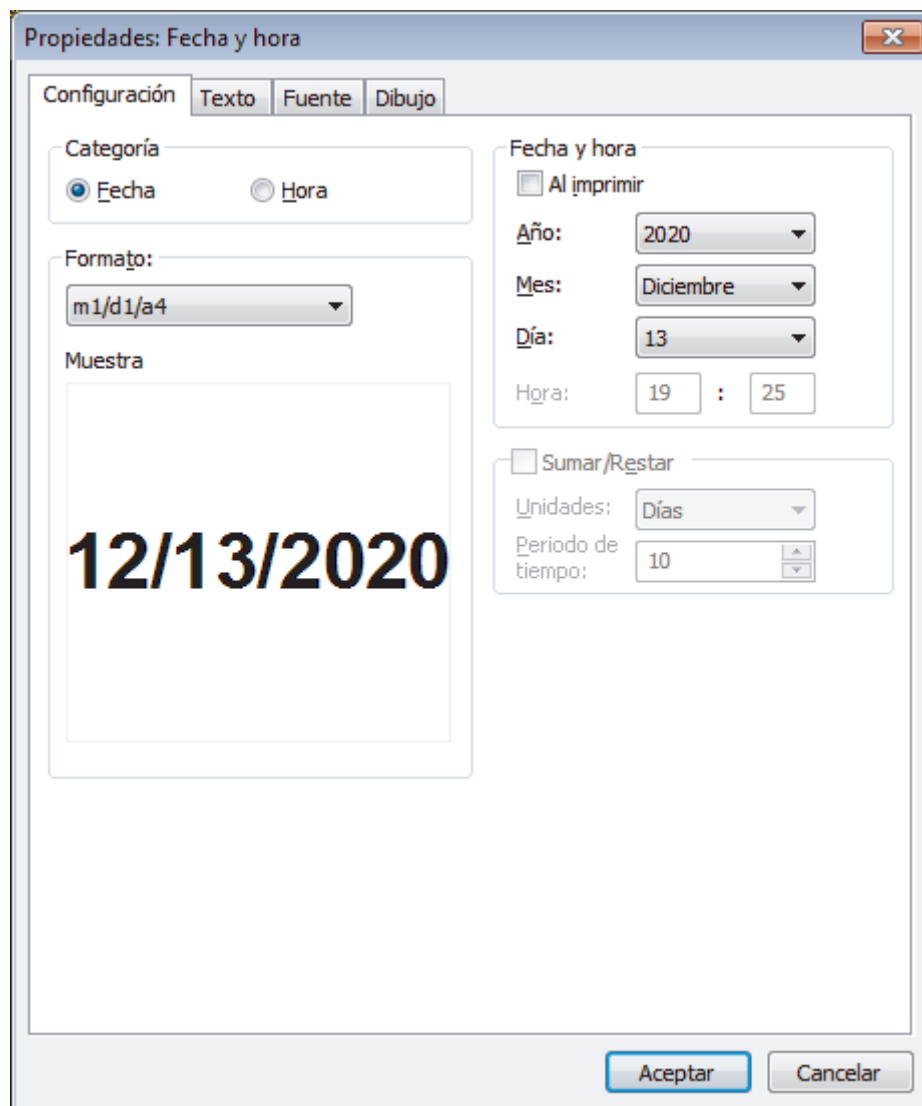 Propiedades: Fecha y hora
Configuración Texto Fuente Dibujo
Categoría
Fecha Hora
Formato:
m1/d1/a4
Muestra
12/13/2020
Fecha y hora
Al imprimir
Año: 2020
Mes: Diciembre
Día: 13
Hora: 19 : 25
Sumar/Restar
Unidades: Días
Periodo de
tiempo: 10
Aceptar Cancelar